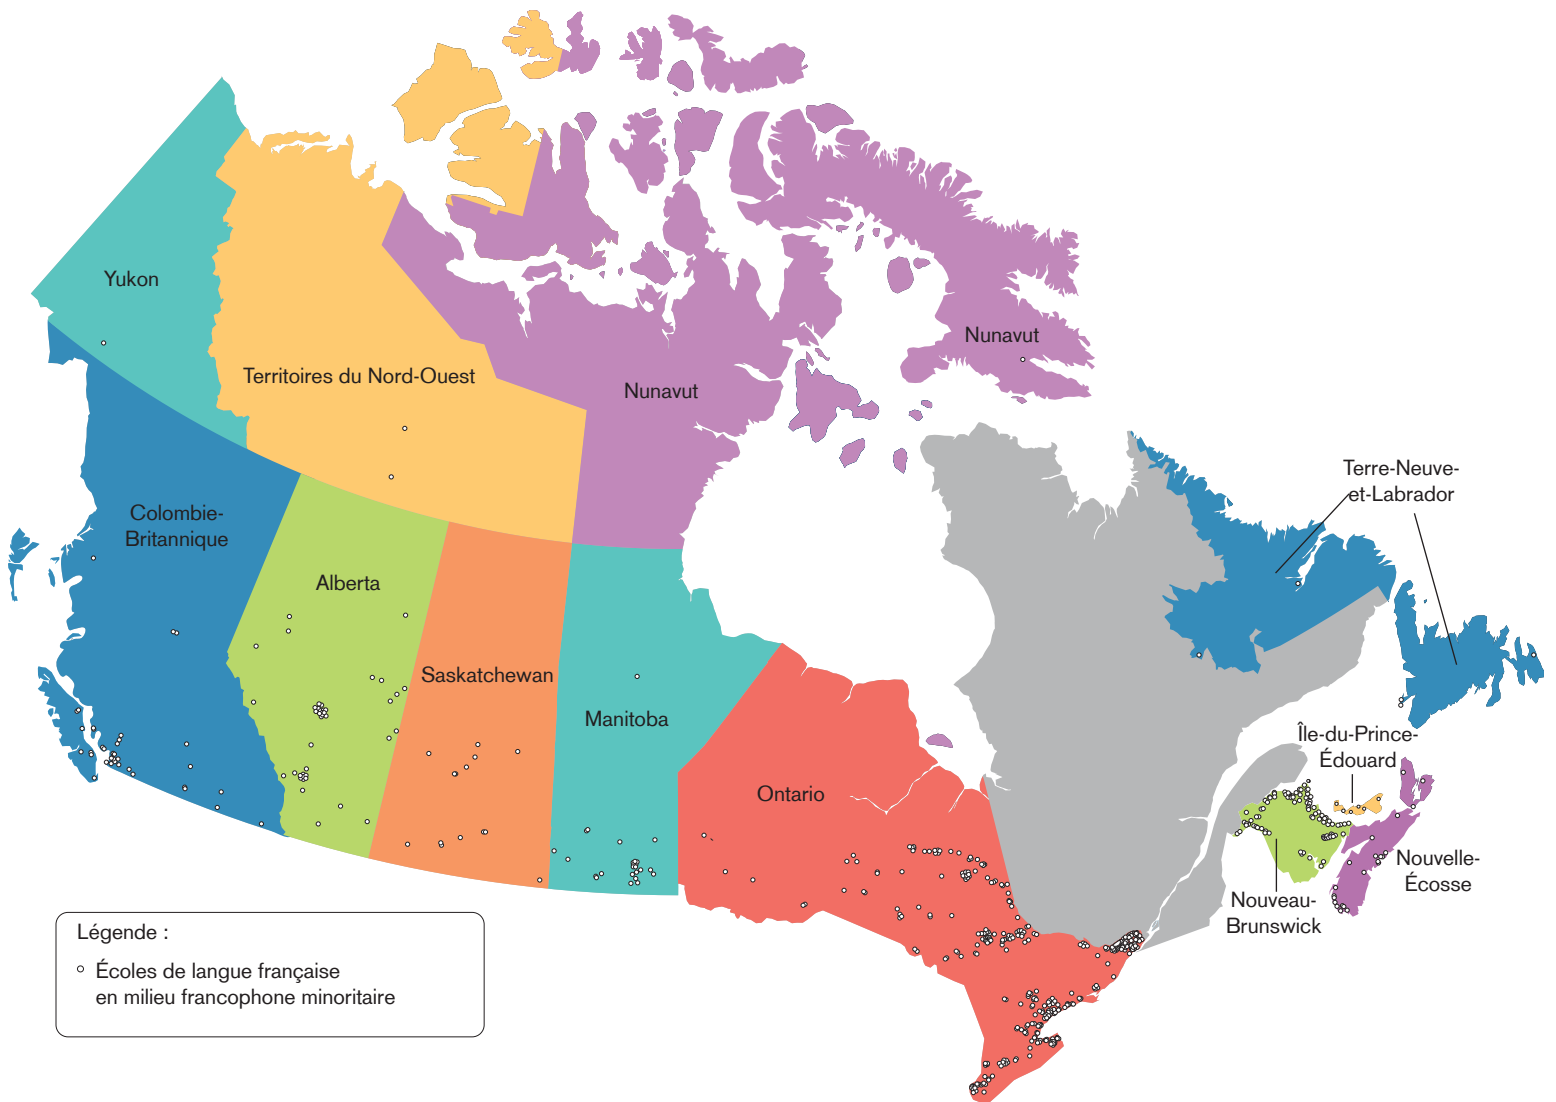 Yukon
Territoires du Nord-Ouest
Nunavut
Nunavut
Colombie-
Britannique
Alberta
Saskatchewan
Manitoba
Ontario
Terre-Neuve-
et-Labrador
Île-du-Prince-
Édouard
Nouvelle-
Écosse
Nouveau-
Brunswick
Légende :
Écoles de langue française
en milieu francophone minoritaire